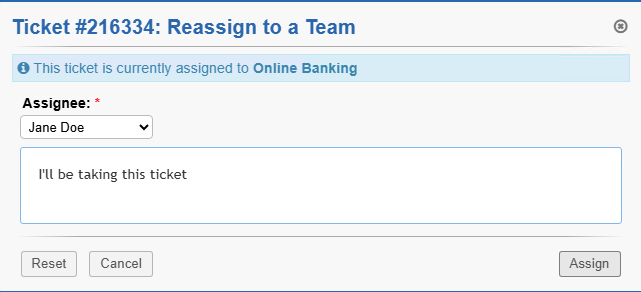 Ticket #216334: Reassign to a Team
This ticket is currently assigned to Online Banking
Assignee: *
Jane Doe
I'll be taking this ticket
Reset Cancel Assign